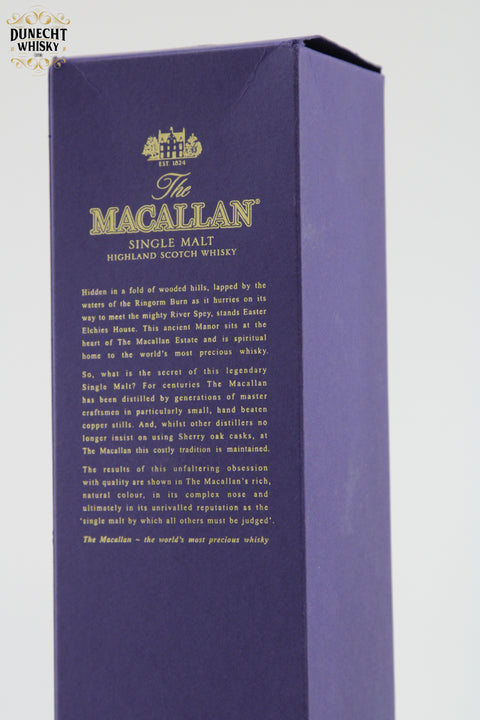 DUNECHT
WHISKY
EST. 1824
The
MACALLAN®
SINGLE MALT
HIGHLAND SCOTCH WHISKY
Hidden in a fold of wooded hills, lapped by the
waters of the Ringorm Burn as it hurries on its
way to meet the mighty River Spey, stands Easter
Elchies House. This ancient Manor sits at the
heart of The Macallan Estate and is spiritual
home to the world's most precious whisky.
So, what is the secret of this legendary
Single Malt? For centuries The Macallan
has been distilled by generations of master
craftsmen in particularly small, hand beaten
copper stills. And, whilst other distillers no
longer insist on using Sherry oak casks, at
The Macallan this costly tradition is maintained.
The results of this unfaltering obsession
with quality are shown in The Macallan's rich,
natural colour, in its complex nose and
ultimately in its unrivalled reputation as the
'single malt by which all others must be judged'.
The Macallan ~ the world's most precious whisky